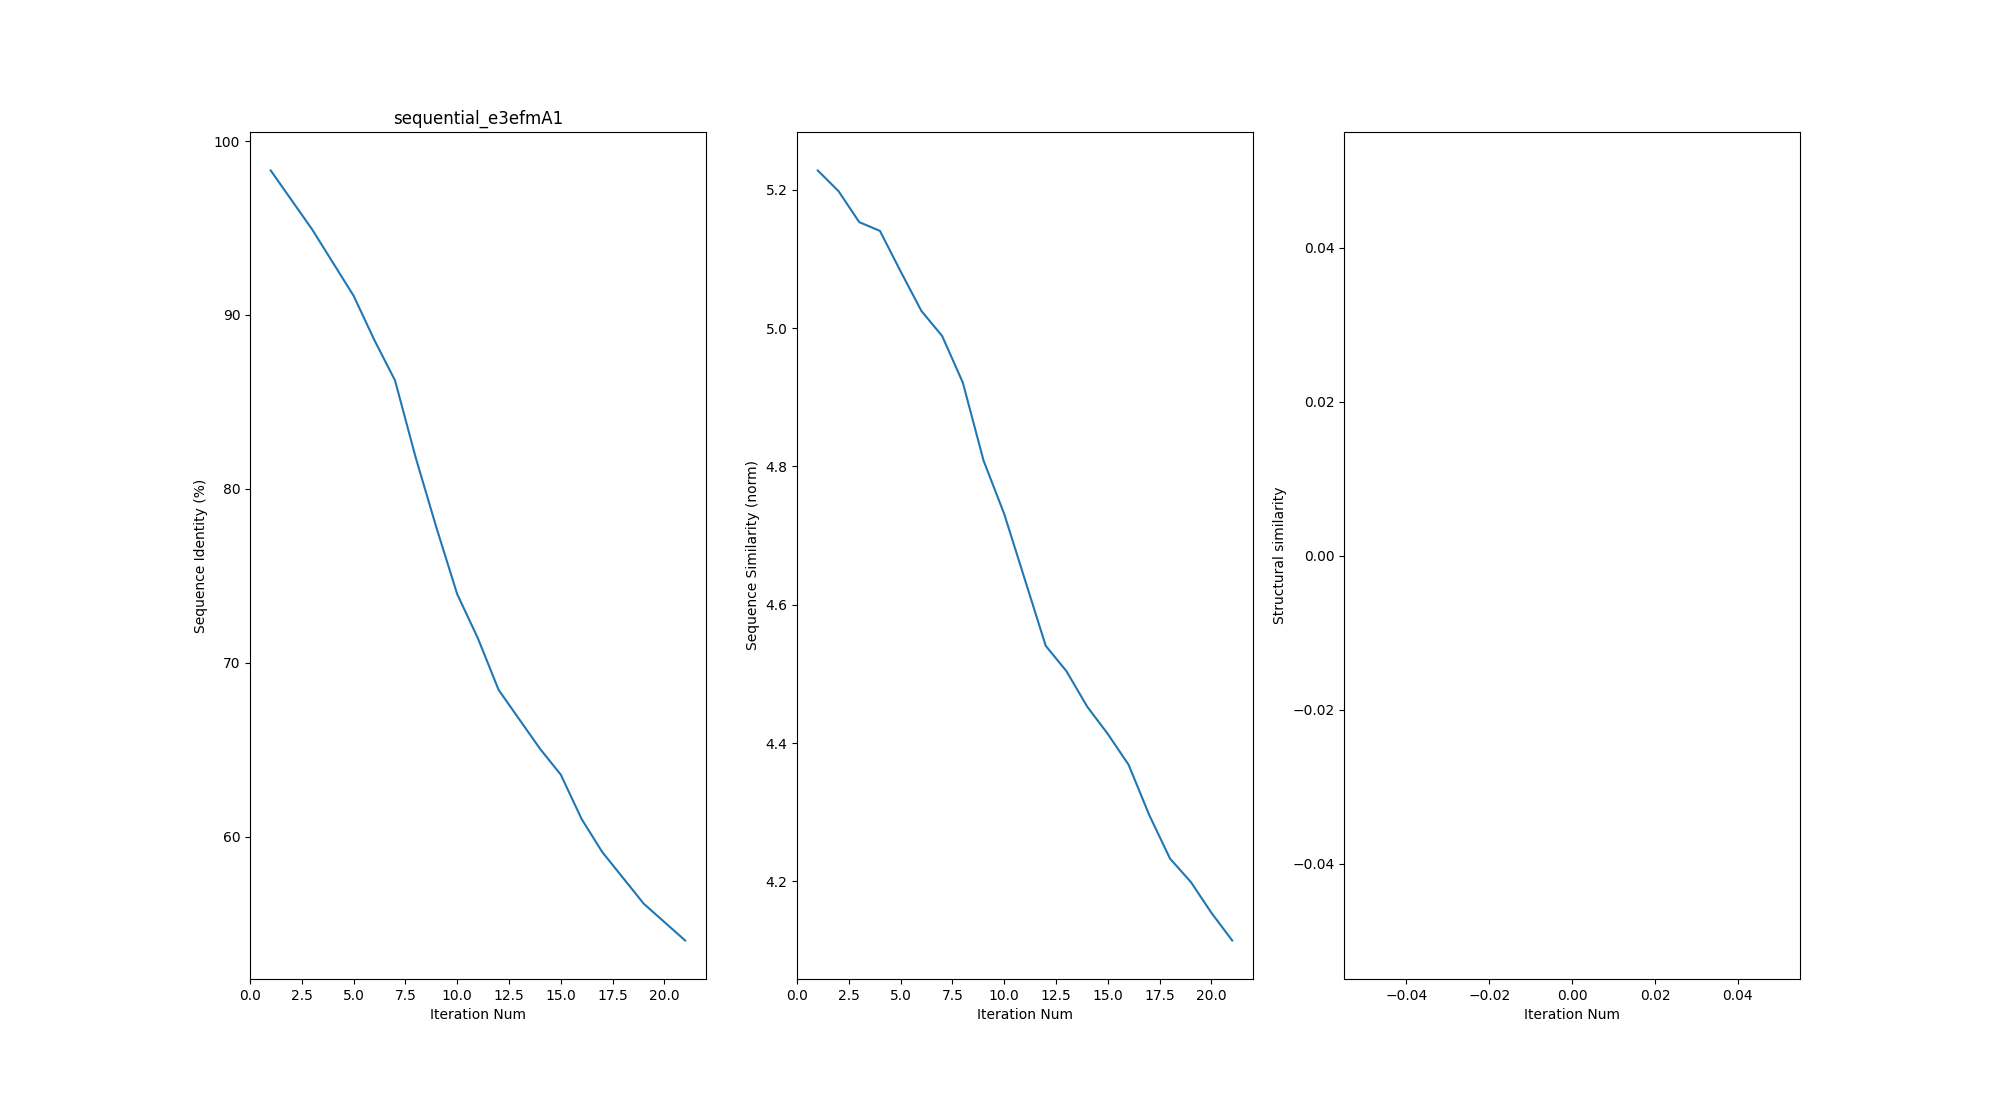 sequential_e3efmA1
100
90
80
70
60
Sequence Identity (%)
0.0 2.5 5.0 7.5 10.0 12.5 15.0 17.5 20.0
Iteration Num
5.2
5.0
4.8
4.6
4.4
4.2
Sequence Similarity (norm)
0.0 2.5 5.0 7.5 10.0 12.5 15.0 17.5 20.0
Iteration Num
0.04
0.02
0.00
−0.02
−0.04
Structural similarity
−0.04 −0.02 0.00 0.02 0.04
Iteration Num